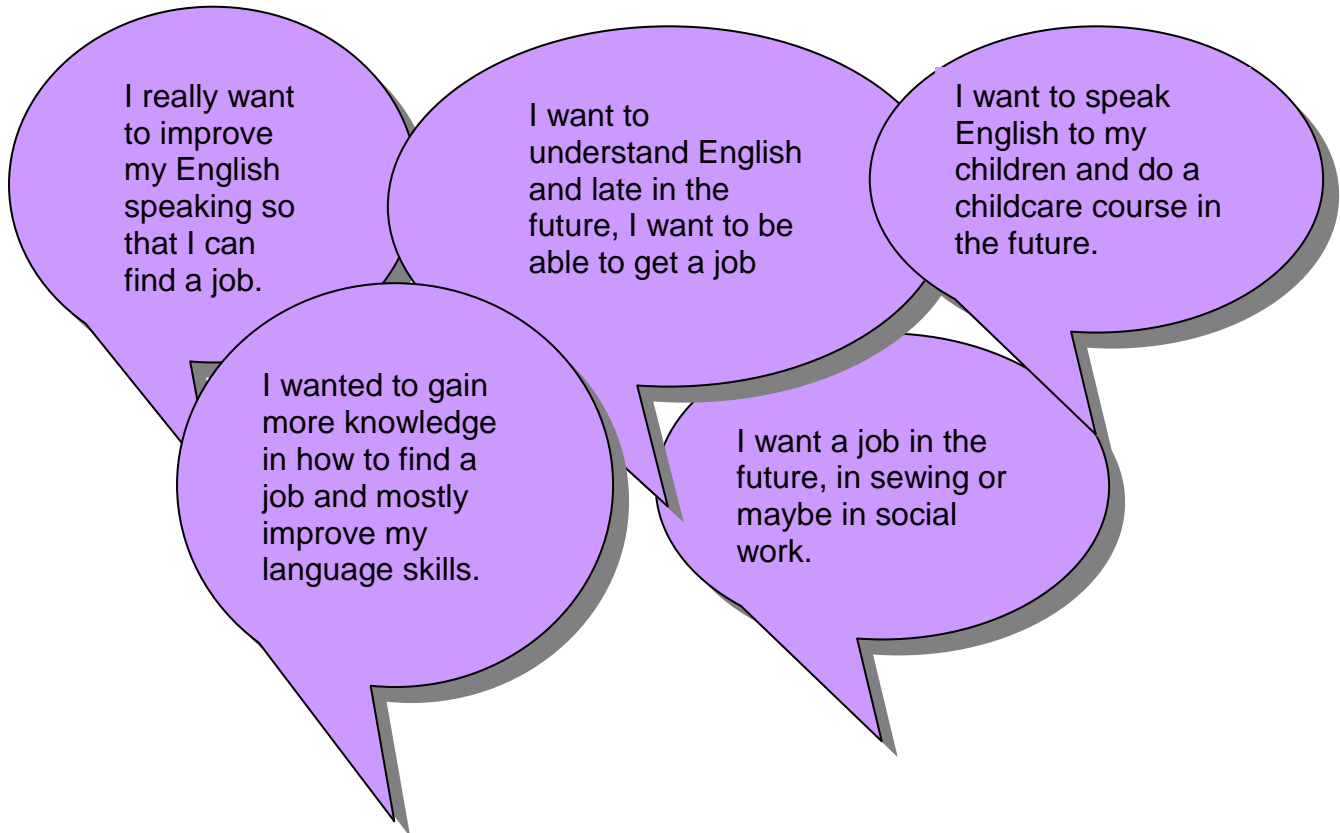 I really want
to improve
my English
speaking so
that I can
find a job.
I want to
understand English
and late in the
future, I want to be
able to get a job
I want to speak
English to my
children and do a
childcare course in
the future.
I wanted to gain
more knowledge
in how to find a
job and mostly
improve my
language skills.
I want a job in the
future, in sewing or
maybe in social
work.